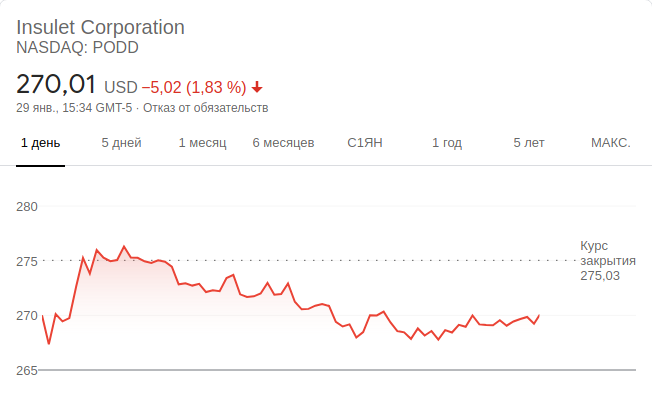 Insulet Corporation
NASDAQ: PODD
270,01 USD −5,02 (1,83 %)
29 янв., 15:34 GMT-5 · Отказ от обязательств
1 день 5 дней 1 месяц 6 месяцев С1ЯН 1 год 5 лет МАКС.
280
275
270
265
Курс
закрытия
275,03